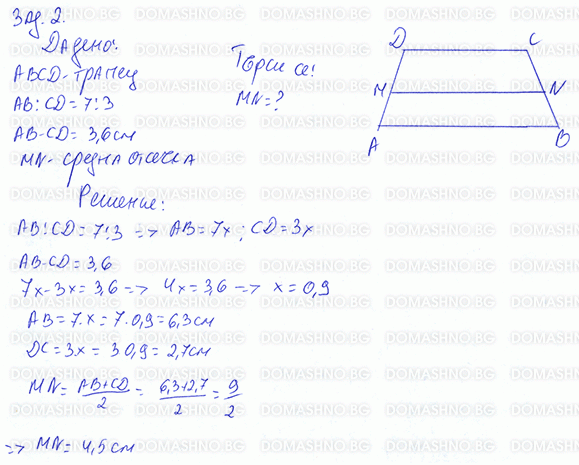 Зад. 2.
Дадено:
ABCD - трапец
AB:CD = 7:3
AB-CD = 3,6 см
MN - средна отсечка
Търси се:
MN = ?
D C
M N
A B
Решение:
AB:CD = 7:3 => AB = 7x ; CD = 3x
AB-CD = 3,6
7x-3x = 3,6 => 4x = 3,6 => x = 0,9
AB = 7.x = 7.0,9 = 6,3 см
DC = 3x = 3 0,9 = 2,7 см
MN = (AB+CD)/2 = (6,3+2,7)/2 = 9/2
=> MN = 4,5 см
DOMASHNO.BG